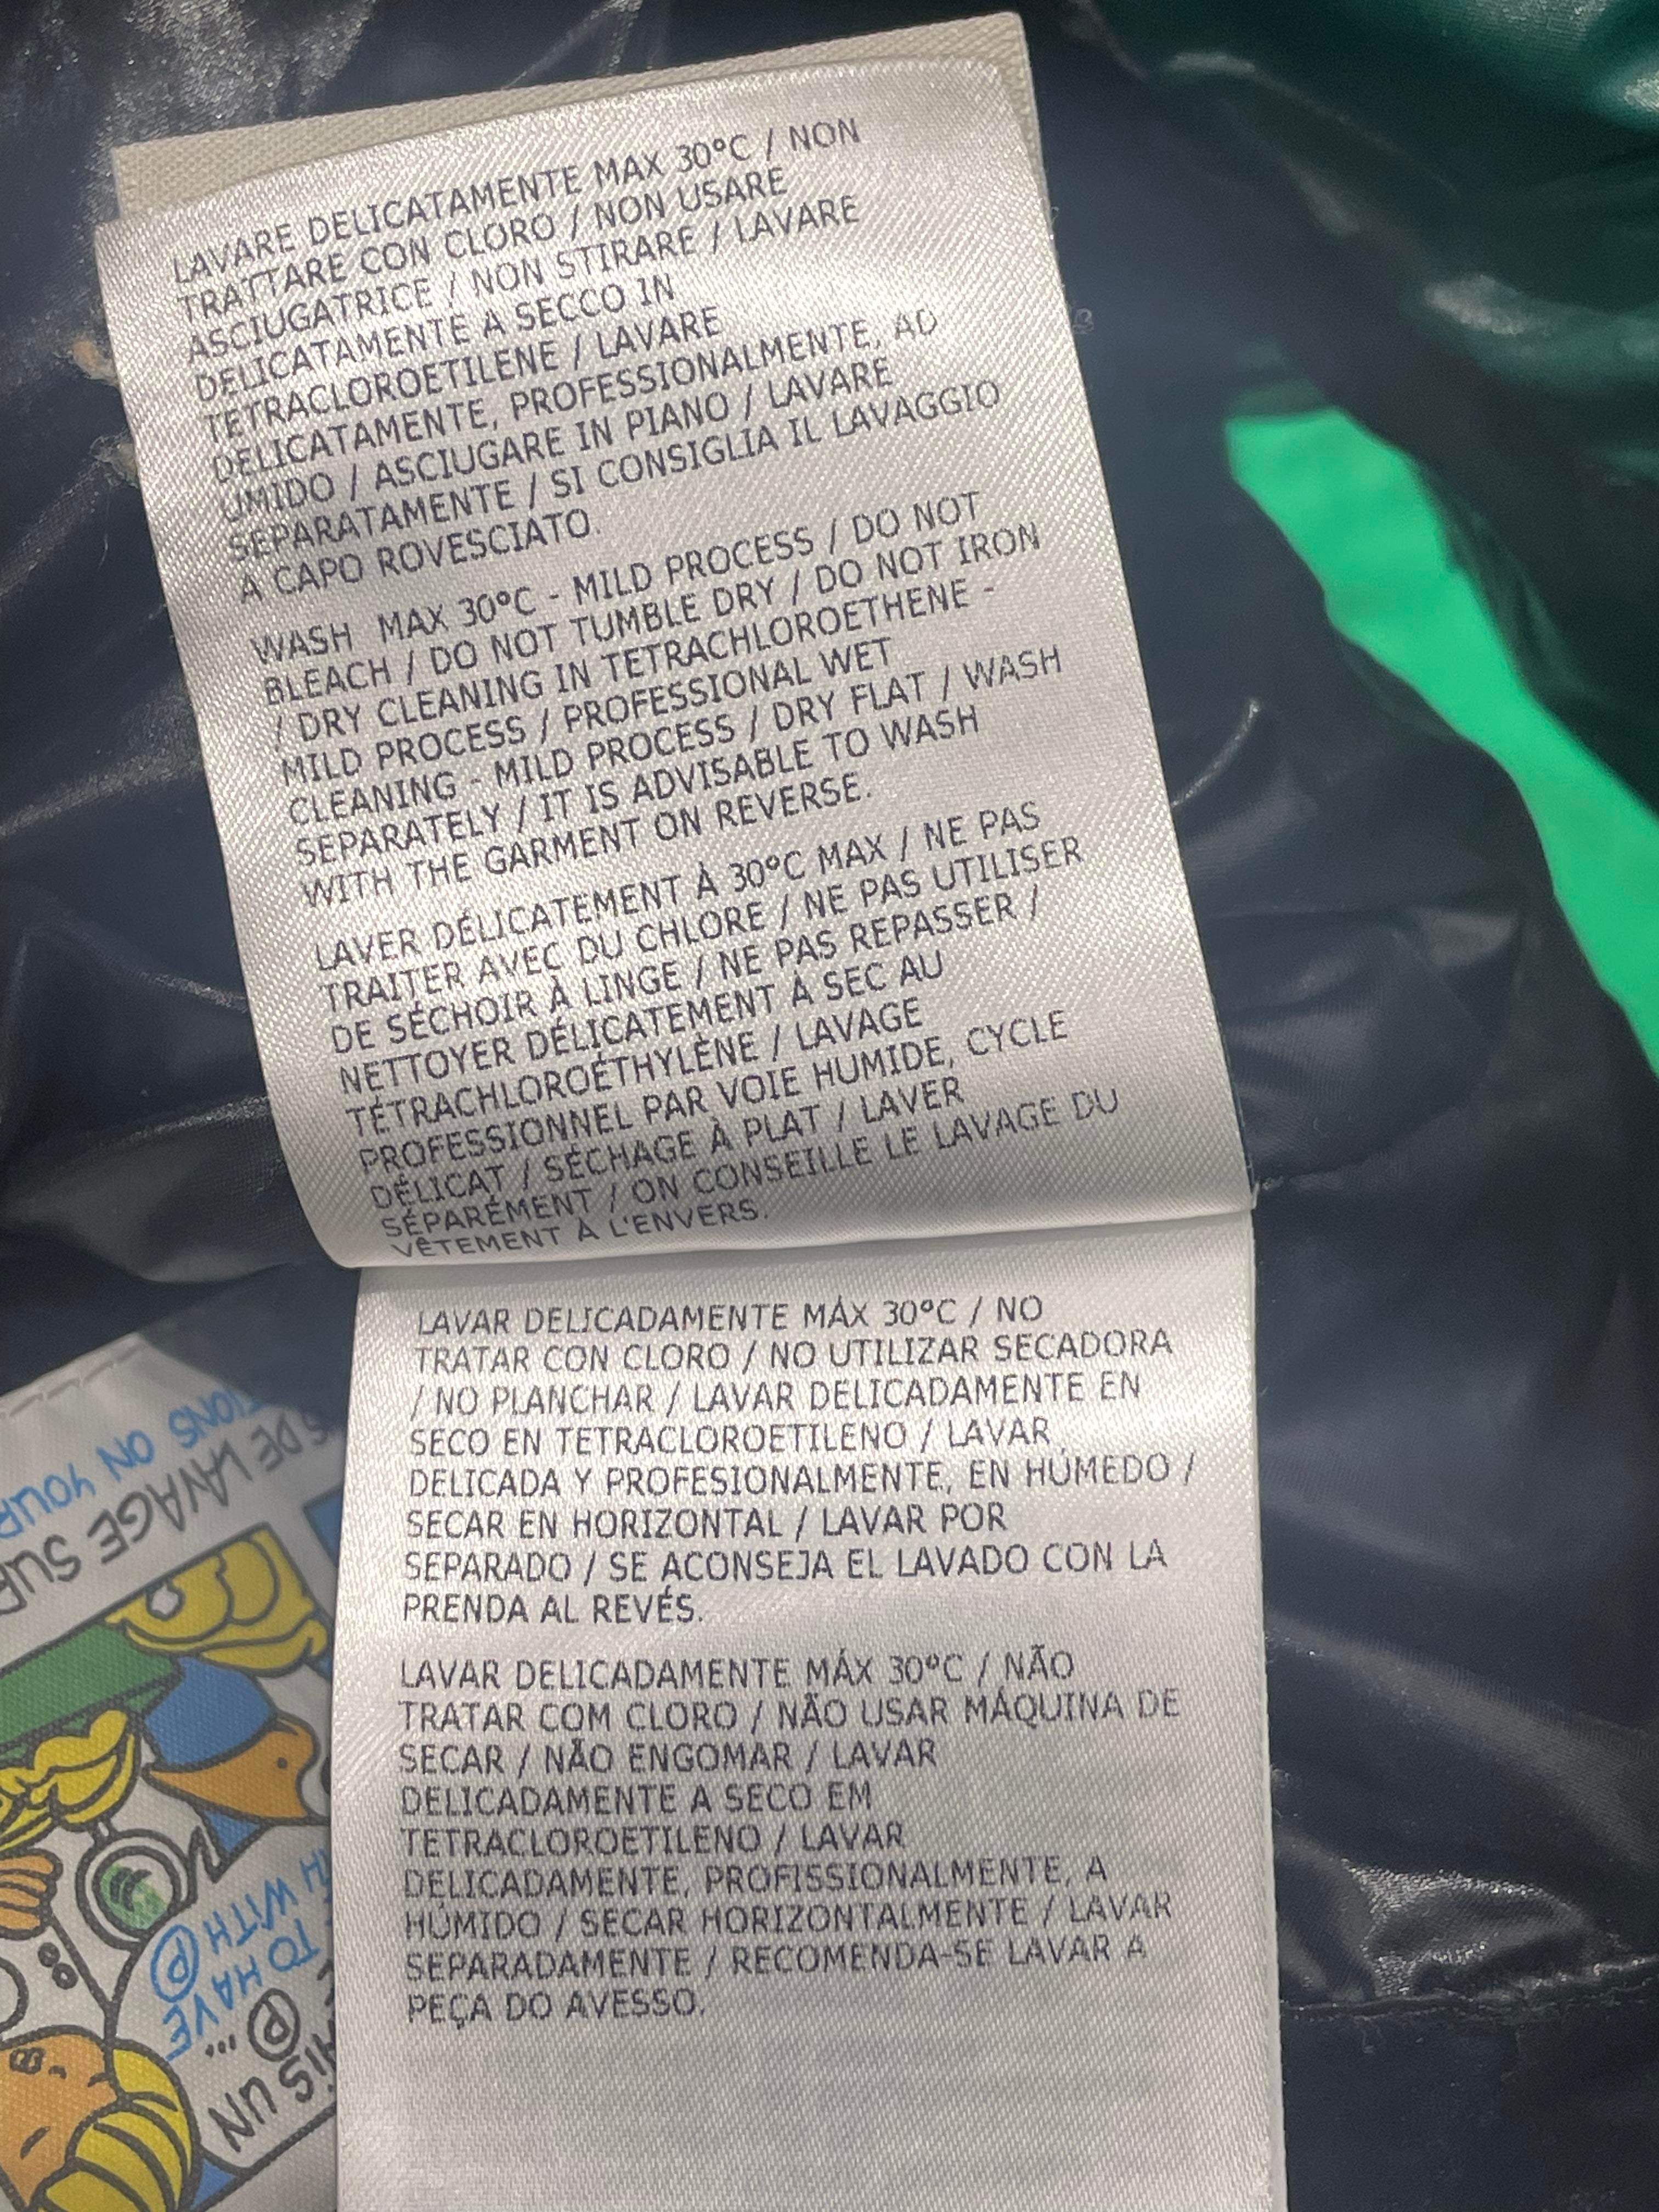 LAVARE DELICATAMENTE MAX 30°C / NON
TRATTARE CON CLORO / NON USARE
ASCIUGATRICE / NON STIRARE / LAVARE
DELICATAMENTE A SECCO IN
TETRACLOROETILENE / LAVARE
DELICATAMENTE, PROFESSIONALMENTE, AD
UMIDO / ASCIUGARE IN PIANO / LAVARE
SEPARATAMENTE / SI CONSIGLIA IL LAVAGGIO
A CAPO ROVESCIATO.
WASH MAX 30°C - MILD PROCESS / DO NOT
BLEACH / DO NOT TUMBLE DRY / DO NOT IRON
/ DRY CLEANING IN TETRACHLOROETHENE -
MILD PROCESS / PROFESSIONAL WET
CLEANING - MILD PROCESS / DRY FLAT / WASH
SEPARATELY / IT IS ADVISABLE TO WASH
WITH THE GARMENT ON REVERSE.
LAVER DÉLICATEMENT À 30°C MAX / NE PAS
TRAITER AVEC DU CHLORE / NE PAS UTILISER
DE SÉCHOIR À LINGE / NE PAS REPASSER /
NETTOYER DÉLICATEMENT À SEC AU
TÉTRACHLOROÉTHYLÈNE / LAVAGE
PROFESSIONNEL PAR VOIE HUMIDE, CYCLE
DÉLICAT / SÉCHAGE À PLAT / LAVER
SÉPARÉMENT / ON CONSEILLE LE LAVAGE DU
VÊTEMENT À L'ENVERS.
LAVAR DELICADAMENTE MÁX 30°C / NO
TRATAR CON CLORO / NO UTILIZAR SECADORA
/ NO PLANCHAR / LAVAR DELICADAMENTE EN
SECO EN TETRACLOROETILENO / LAVAR
DELICADA Y PROFESIONALMENTE, EN HÚMEDO /
SECAR EN HORIZONTAL / LAVAR POR
SEPARADO / SE ACONSEJA EL LAVADO CON LA
PRENDA AL REVÉS.
LAVAR DELICADAMENTE MÁX 30°C / NÃO
TRATAR COM CLORO / NÃO USAR MÁQUINA DE
SECAR / NÃO ENGOMAR / LAVAR
DELICADAMENTE A SECO EM
TETRACLOROETILENO / LAVAR
DELICADAMENTE, PROFISSIONALMENTE, A
HÚMIDO / SECAR HORIZONTALMENTE / LAVAR
SEPARADAMENTE / RECOMENDA-SE LAVAR A
PEÇA DO AVESSO.
UN
... P
TO HAVE
WITH P
DE LAVAGE SUR
ON YOUR